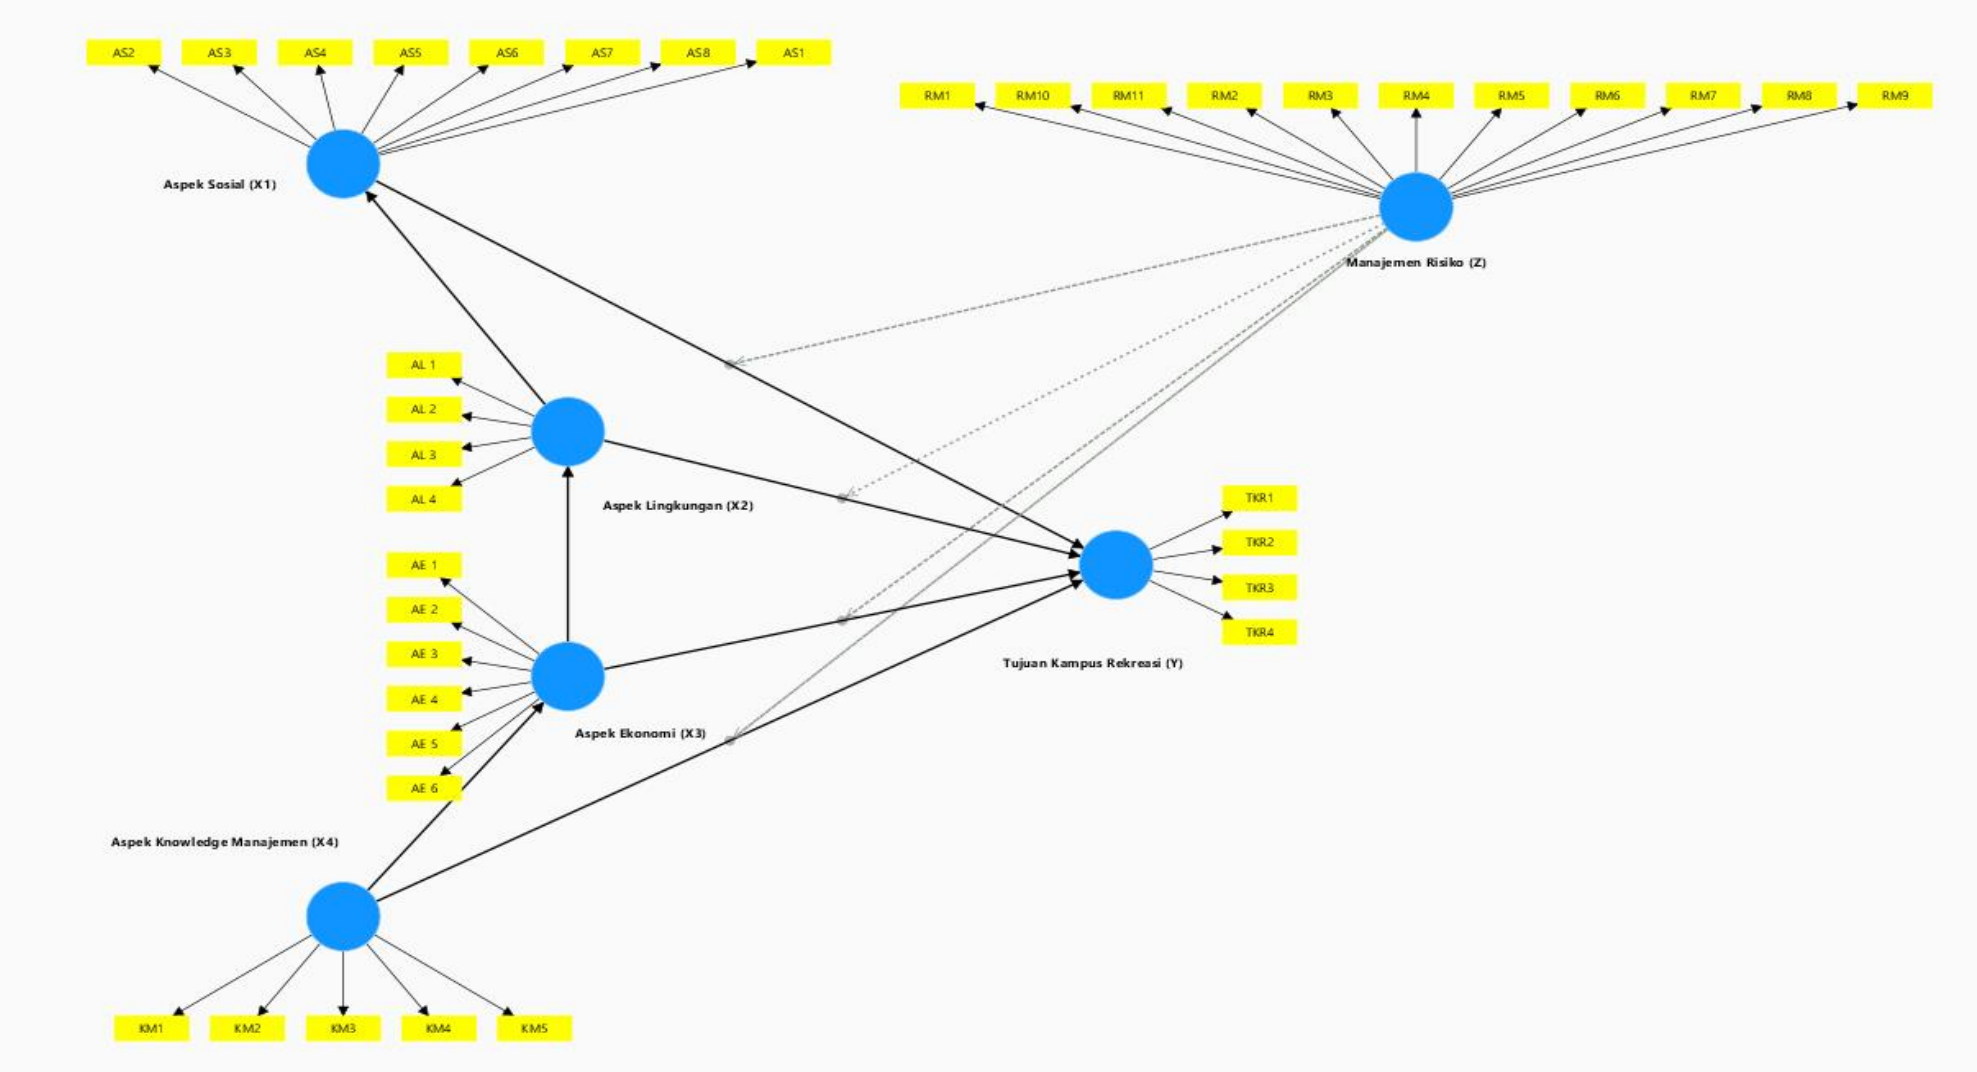 AS2
AS3
AS4
AS5
AS6
AS7
AS8
AS1
RM1
RM10
RM11
RM2
RM3
RM4
RM5
RM6
RM7
RM8
RM9
Aspek Sosial (X1)
Manajemen Risiko (Z)
AL 1
AL 2
AL 3
AL 4
Aspek Lingkungan (X2)
TKR1
TKR2
TKR3
TKR4
AE 1
AE 2
AE 3
AE 4
AE 5
AE 6
Tujuan Kampus Rekreasi (Y)
Aspek Ekonomi (X3)
Aspek Knowledge Manajemen (X4)
KM1
KM2
KM3
KM4
KM5